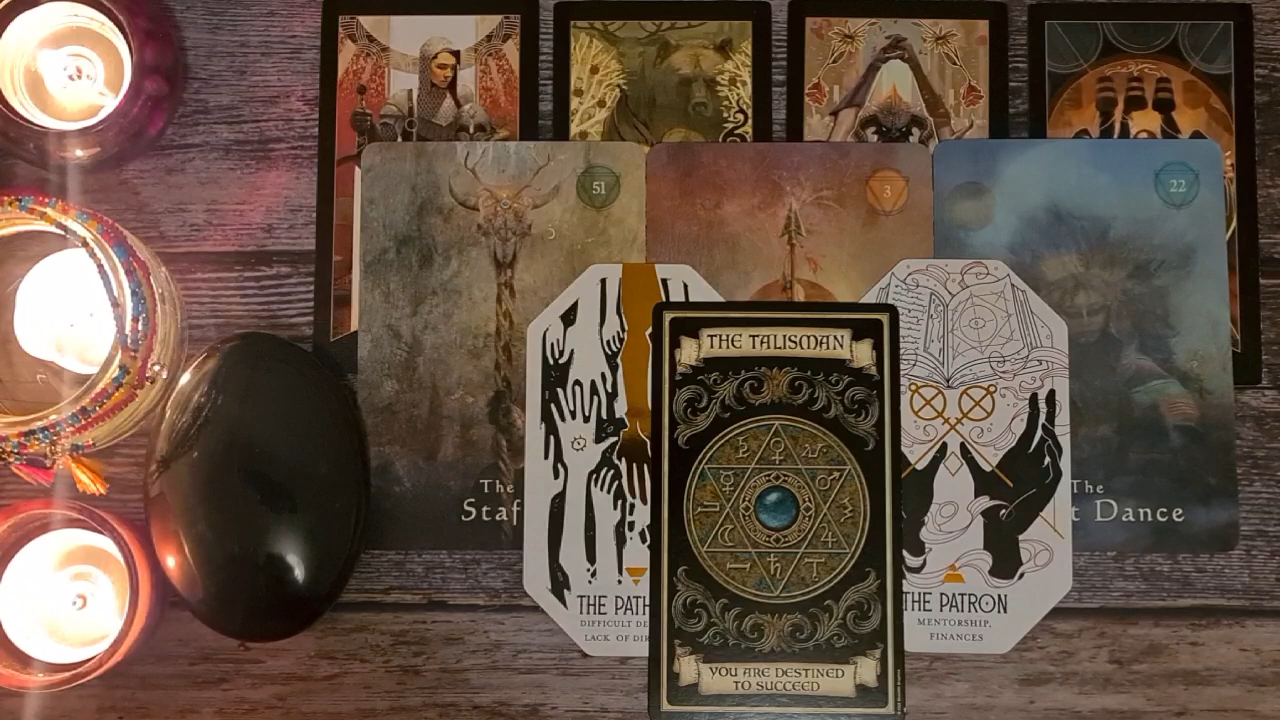 51
3
22
The
Staf
The
t Dance
THE TALISMAN
THE PATH
DIFFICULT DE
LACK OF DIR
THE PATRON
MENTORSHIP,
FINANCES
YOU ARE DESTINED
TO SUCCEED